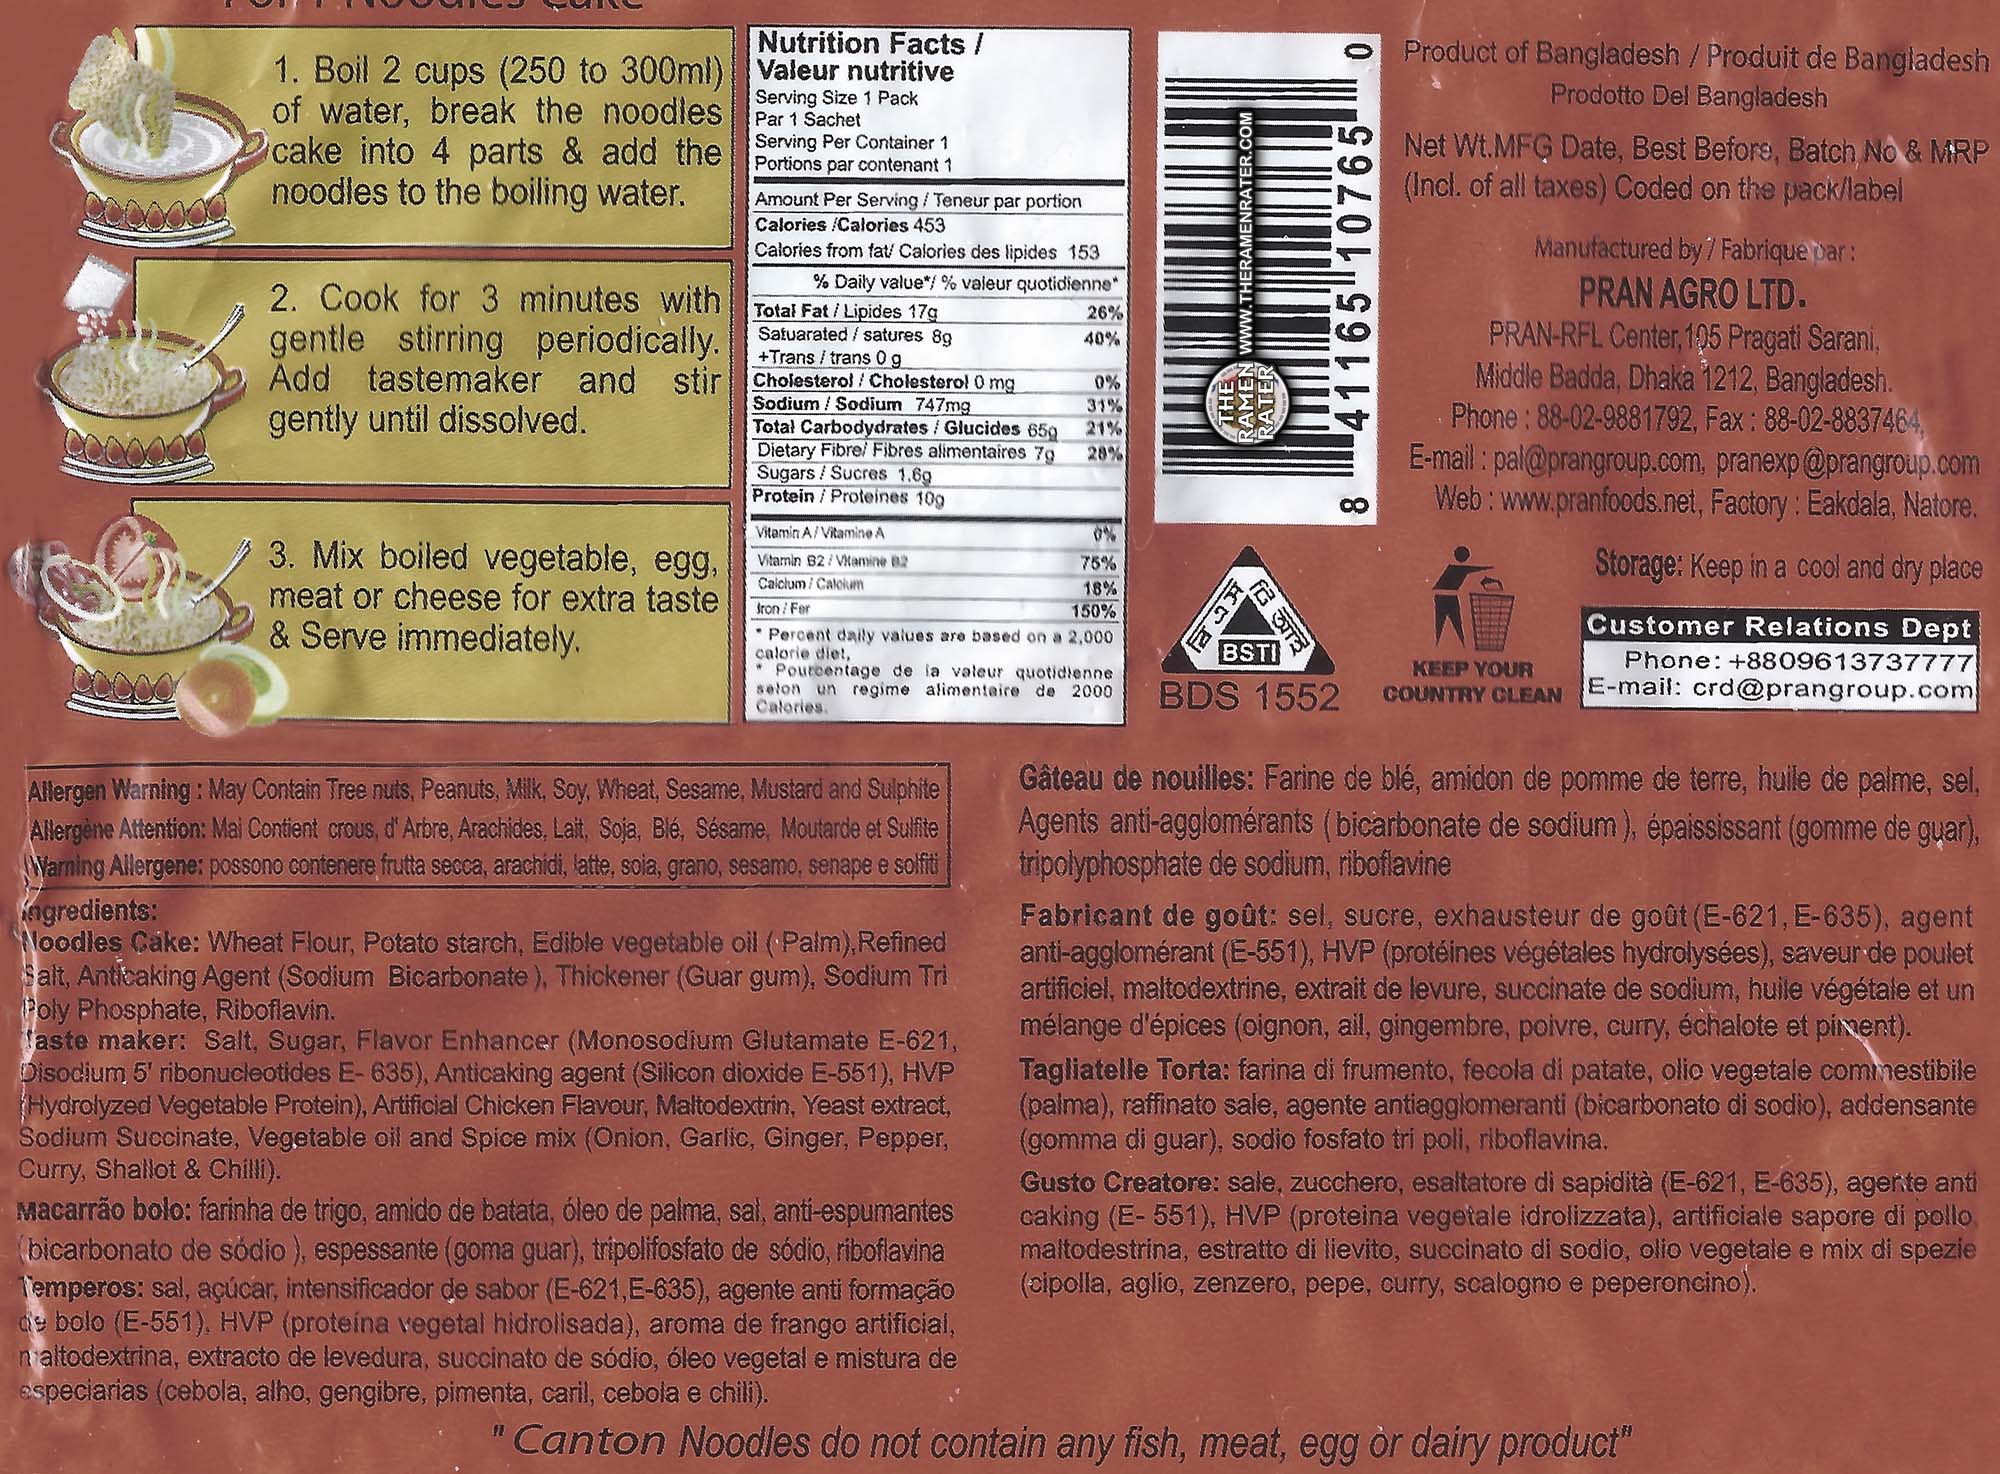 For 1 Noodles Cake
1. Boil 2 cups (250 to 300ml)
of water, break the noodles
cake into 4 parts & add the
noodles to the boiling water.
2. Cook for 3 minutes with
gentle stirring periodically.
Add tastemaker and stir
gently until dissolved.
3. Mix boiled vegetable, egg,
meat or cheese for extra taste
& Serve immediately.
Nutrition Facts /
Valeur nutritive
Serving Size 1 Pack
Par 1 Sachet
Serving Per Container 1
Portions par contenant 1
Amount Per Serving / Teneur par portion
Calories /Calories 453
Calories from fat/ Calories des lipides 153
% Daily value*/ % valeur quotidienne*
Total Fat / Lipides 17g 26%
Satuarated / satures 8g 40%
+Trans / trans 0 g
Cholesterol / Cholesterol 0 mg 0%
Sodium / Sodium 747mg 31%
Total Carbodydrates / Glucides 65g 21%
Dietary Fibre/ Fibres alimentaires 7g 28%
Sugars / Sucres 1.6g
Protein / Proteines 10g
Vitamin A / Vitamine A 0%
Vitamin B2 / Vitamine B2 75%
Calcium / Calcium 18%
Iron / Fer 150%
* Percent daily values are based on a 2,000
calorie diet,
* Pourcentage de la valeur quotidienne
selon un regime alimentaire de 2000
Calories.
8 41165 10765 0
WWW.THERAMENRATER.COM
THE
RAMEN
RATER
Product of Bangladesh / Produit de Bangladesh
Prodotto Del Bangladesh
Net Wt.MFG Date, Best Before, Batch No & MRP
(Incl. of all taxes) Coded on the pack/label
Manufactured by / Fabrique par :
PRAN AGRO LTD.
PRAN-RFL Center,105 Pragati Sarani,
Middle Badda, Dhaka 1212, Bangladesh.
Phone : 88-02-9881792, Fax : 88-02-8837464,
E-mail : pal@prangroup.com, pranexp@prangroup.com
Web : www.pranfoods.net, Factory : Eakdala, Natore.
বি এস টি আই
BSTI
BDS 1552
KEEP YOUR
COUNTRY CLEAN
Storage: Keep in a cool and dry place
Customer Relations Dept
Phone: +8809613737777
E-mail: crd@prangroup.com
Allergen Warning : May Contain Tree nuts, Peanuts, Milk, Soy, Wheat, Sesame, Mustard and Sulphite
Allergène Attention: Mai Contient crous, d' Arbre, Arachides, Lait, Soja, Blé, Sésame, Moutarde et Sulfite
Warning Allergene: possono contenere frutta secca, arachidi, latte, soia, grano, sesamo, senape e solfiti
Ingredients:
Noodles Cake: Wheat Flour, Potato starch, Edible vegetable oil ( Palm),Refined
Salt, Anticaking Agent (Sodium Bicarbonate ), Thickener (Guar gum), Sodium Tri
Poly Phosphate, Riboflavin.
Taste maker: Salt, Sugar, Flavor Enhancer (Monosodium Glutamate E-621,
Disodium 5' ribonucleotides E- 635), Anticaking agent (Silicon dioxide E-551), HVP
(Hydrolyzed Vegetable Protein), Artificial Chicken Flavour, Maltodextrin, Yeast extract,
Sodium Succinate, Vegetable oil and Spice mix (Onion, Garlic, Ginger, Pepper,
Curry, Shallot & Chilli).
Macarrão bolo: farinha de trigo, amido de batata, óleo de palma, sal, anti-espumantes
(bicarbonato de sódio ), espessante (goma guar), tripolifosfato de sódio, riboflavina
Temperos: sal, açúcar, intensificador de sabor (E-621,E-635), agente anti formação
de bolo (E-551), HVP (proteína vegetal hidrolisada), aroma de frango artificial,
maltodextrina, extracto de levedura, succinato de sódio, óleo vegetal e mistura de
especiarias (cebola, alho, gengibre, pimenta, caril, cebola e chili).
Gâteau de nouilles: Farine de blé, amidon de pomme de terre, huile de palme, sel,
Agents anti-agglomérants ( bicarbonate de sodium ), épaississant (gomme de guar),
tripolyphosphate de sodium, riboflavine
Fabricant de goût: sel, sucre, exhausteur de goût (E-621, E-635), agent
anti-agglomérant (E-551), HVP (protéines végétales hydrolysées), saveur de poulet
artificiel, maltodextrine, extrait de levure, succinate de sodium, huile végétale et un
mélange d'épices (oignon, ail, gingembre, poivre, curry, échalote et piment).
Tagliatelle Torta: farina di frumento, fecola di patate, olio vegetale commestibile
(palma), raffinato sale, agente antiagglomeranti (bicarbonato di sodio), addensante
(gomma di guar), sodio fosfato tri poli, riboflavina.
Gusto Creatore: sale, zucchero, esaltatore di sapidità (E-621, E-635), agente anti
caking (E- 551), HVP (proteina vegetale idrolizzata), artificiale sapore di pollo
maltodestrina, estratto di lievito, succinato di sodio, olio vegetale e mix di spezie
(cipolla, aglio, zenzero, pepe, curry, scalogno e peperoncino).
" Canton Noodles do not contain any fish, meat, egg or dairy product"